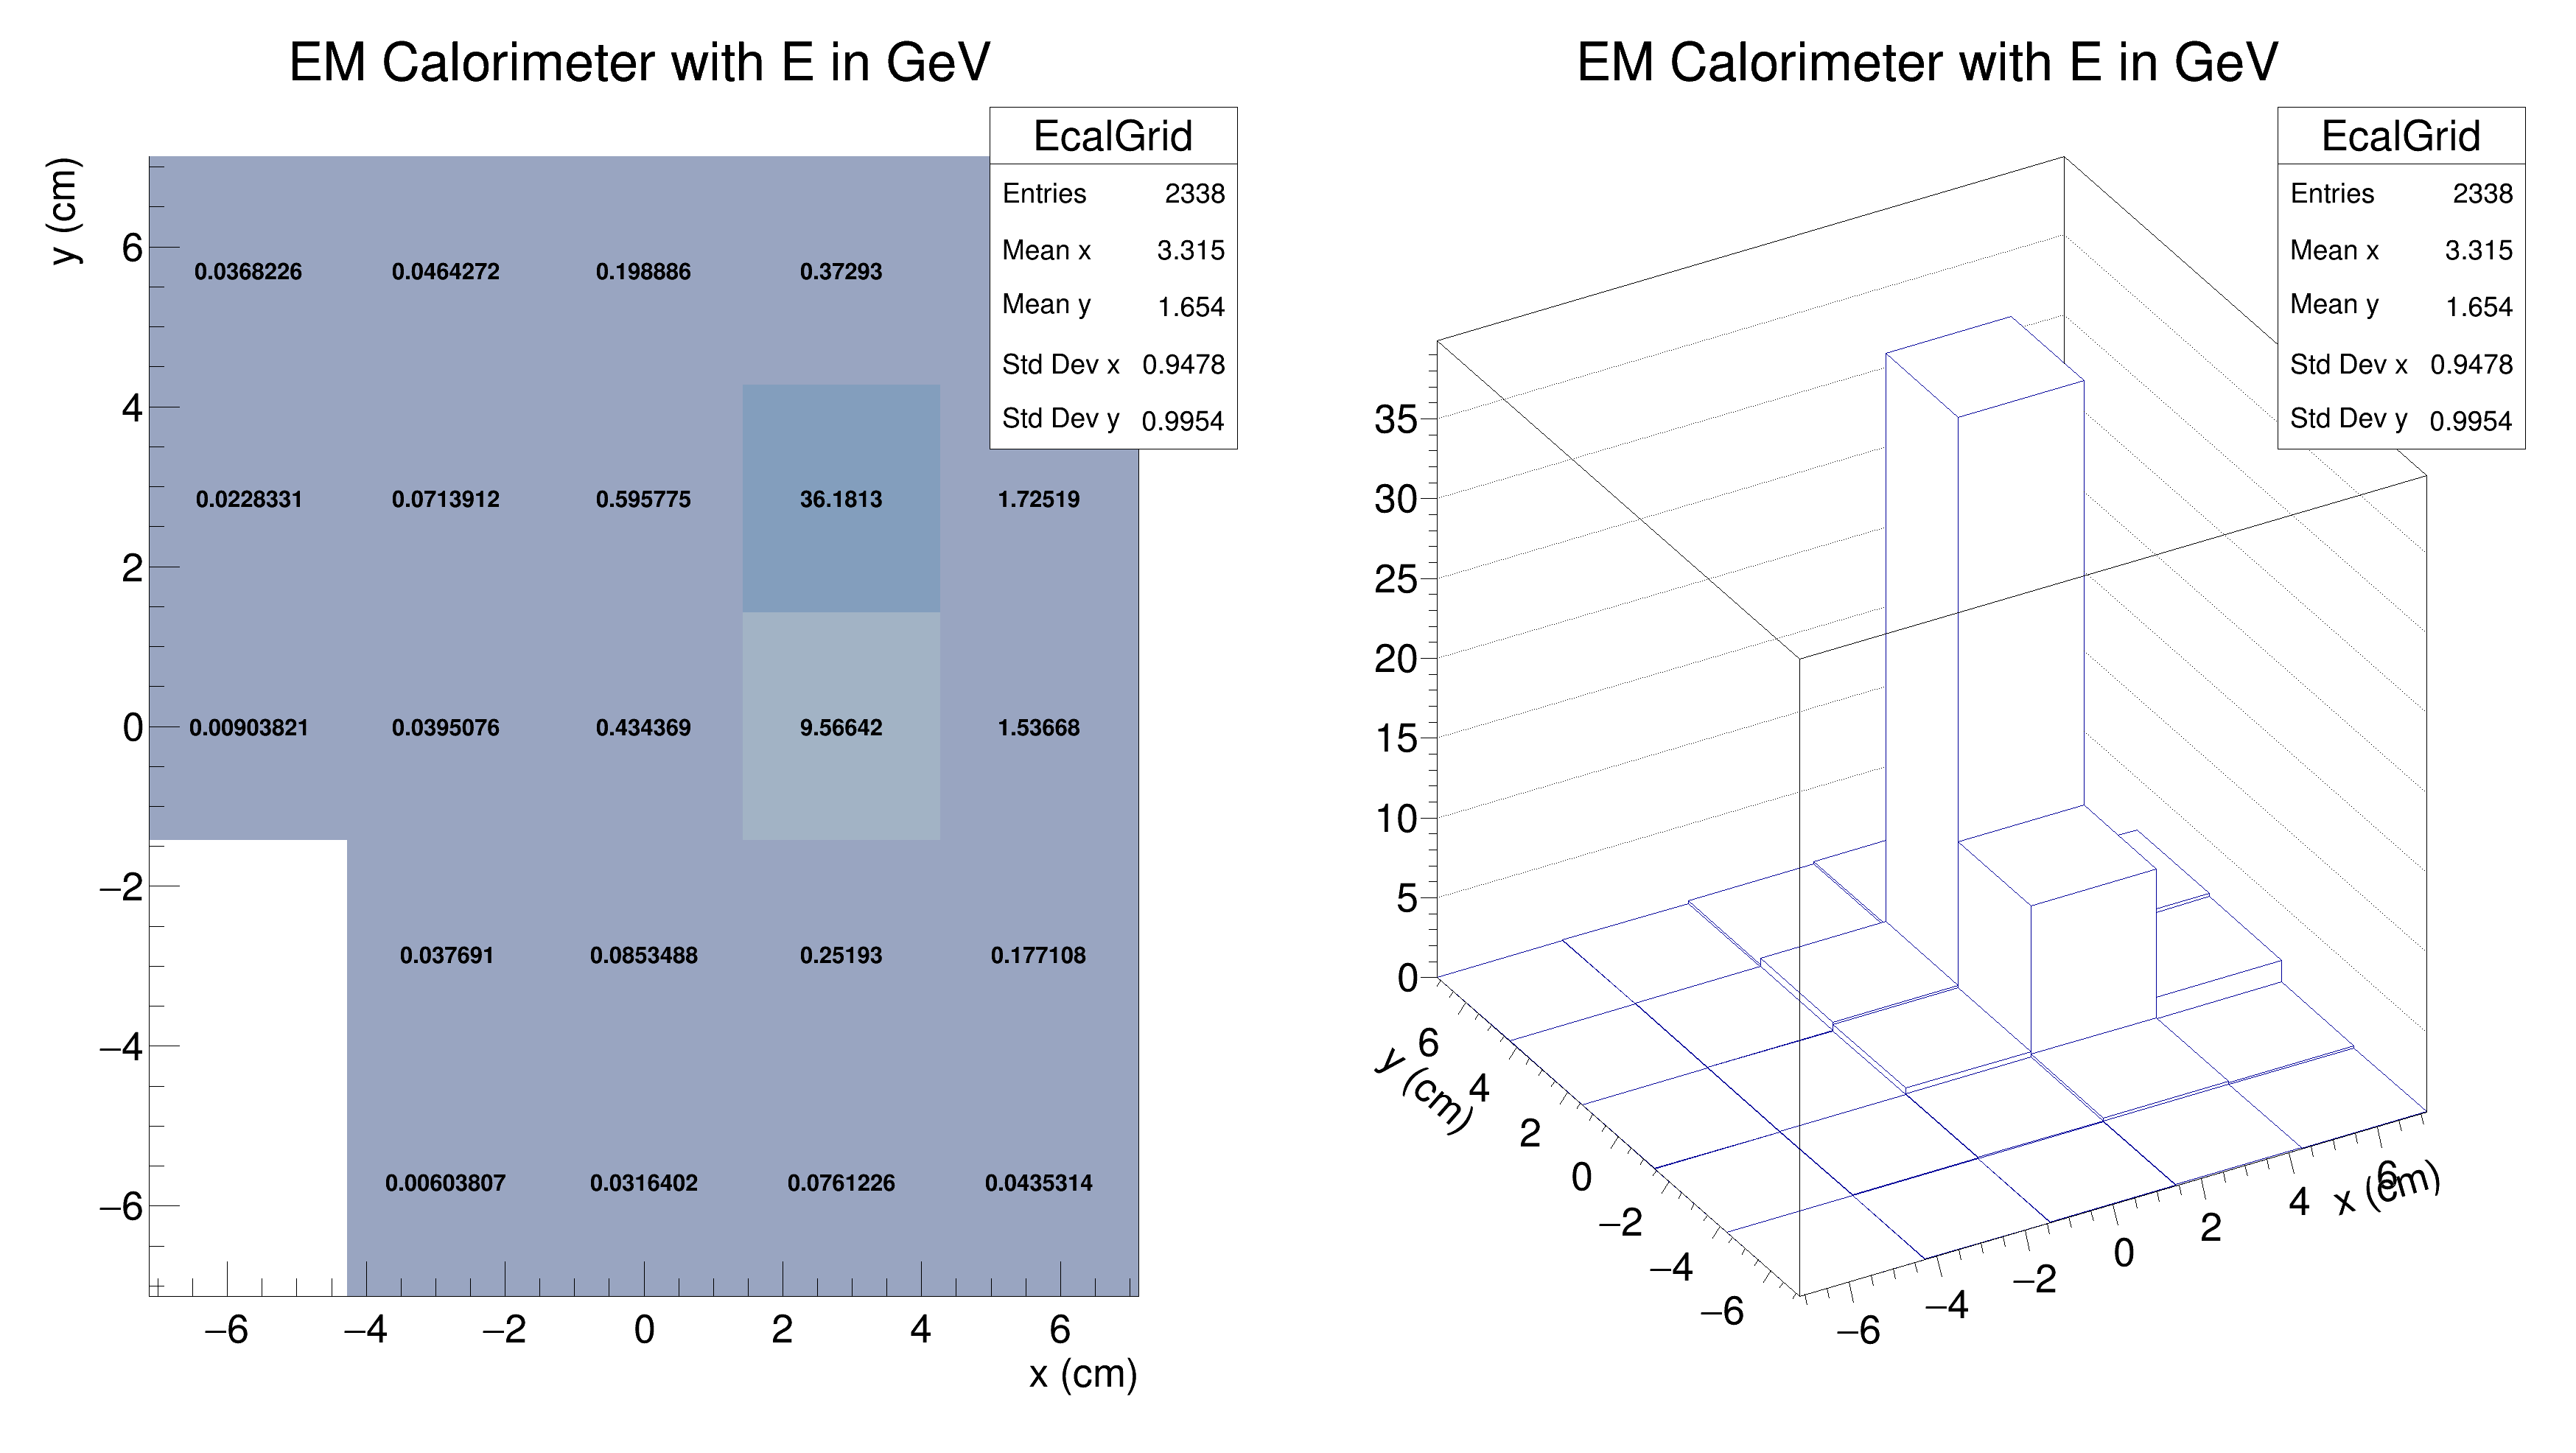 EM Calorimeter with E in GeV
EcalGrid
Entries 2338
Mean x 3.315
Mean y 1.654
Std Dev x 0.9478
Std Dev y 0.9954
y (cm)
6
4
2
0
−2
−4
−6
0.0368226 0.0464272 0.198886 0.37293
0.0228331 0.0713912 0.595775 36.1813 1.72519
0.00903821 0.0395076 0.434369 9.56642 1.53668
0.037691 0.0853488 0.25193 0.177108
0.00603807 0.0316402 0.0761226 0.0435314
−6 −4 −2 0 2 4 6
x (cm)
EM Calorimeter with E in GeV
EcalGrid
Entries 2338
Mean x 3.315
Mean y 1.654
Std Dev x 0.9478
Std Dev y 0.9954
35
30
25
20
15
10
5
0
6
4
2
0
−2
−4
−6
y (cm)
−6
−4
−2
0
2
4
6
x (cm)